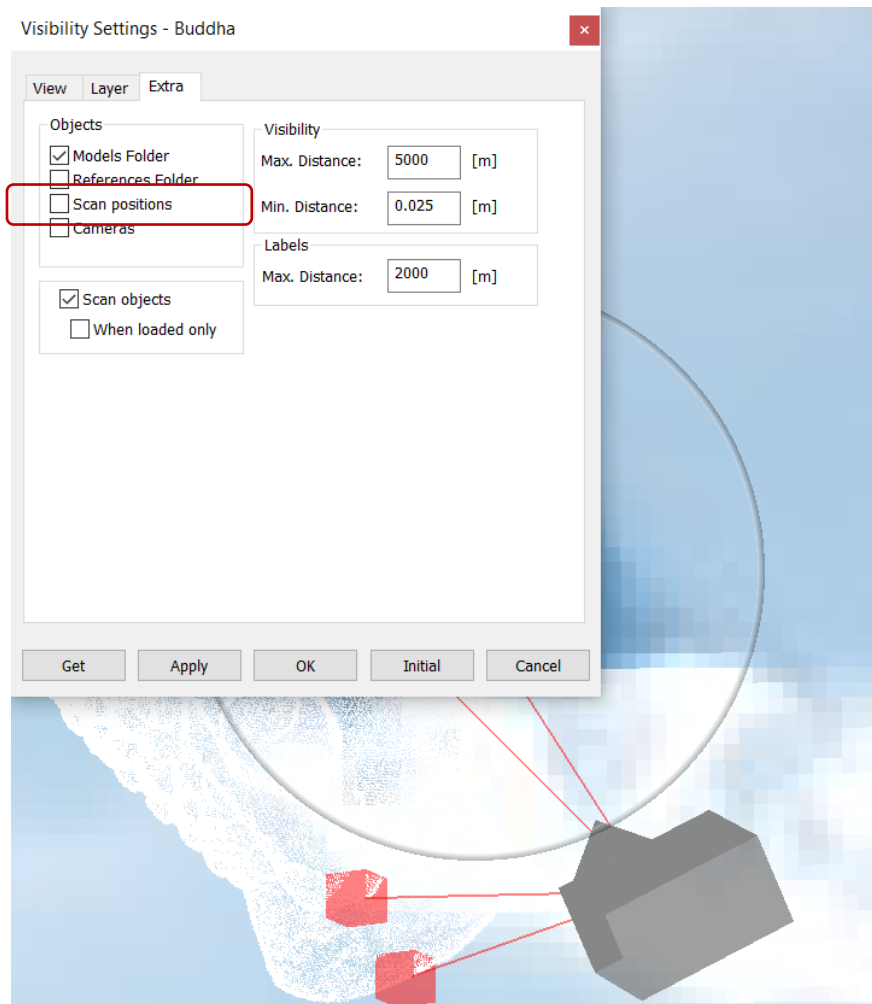 Visibility Settings - Buddha
View Layer Extra
Objects
Models Folder
References Folder
Scan positions
Cameras
Scan objects
When loaded only
Visibility
Max. Distance: 5000 [m]
Min. Distance: 0.025 [m]
Labels
Max. Distance: 2000 [m]
Get Apply OK Initial Cancel